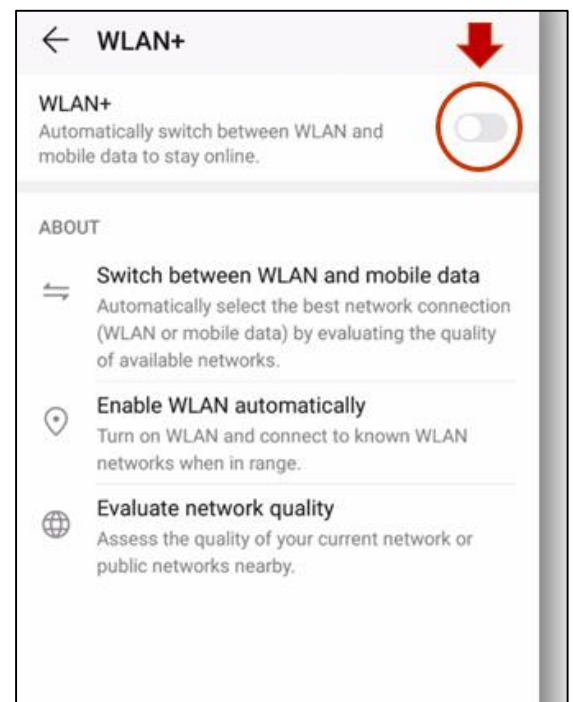 WLAN+
WLAN+
Automatically switch between WLAN and
mobile data to stay online.
ABOUT
Switch between WLAN and mobile data
Automatically select the best network connection
(WLAN or mobile data) by evaluating the quality
of available networks.
Enable WLAN automatically
Turn on WLAN and connect to known WLAN
networks when in range.
Evaluate network quality
Assess the quality of your current network or
public networks nearby.